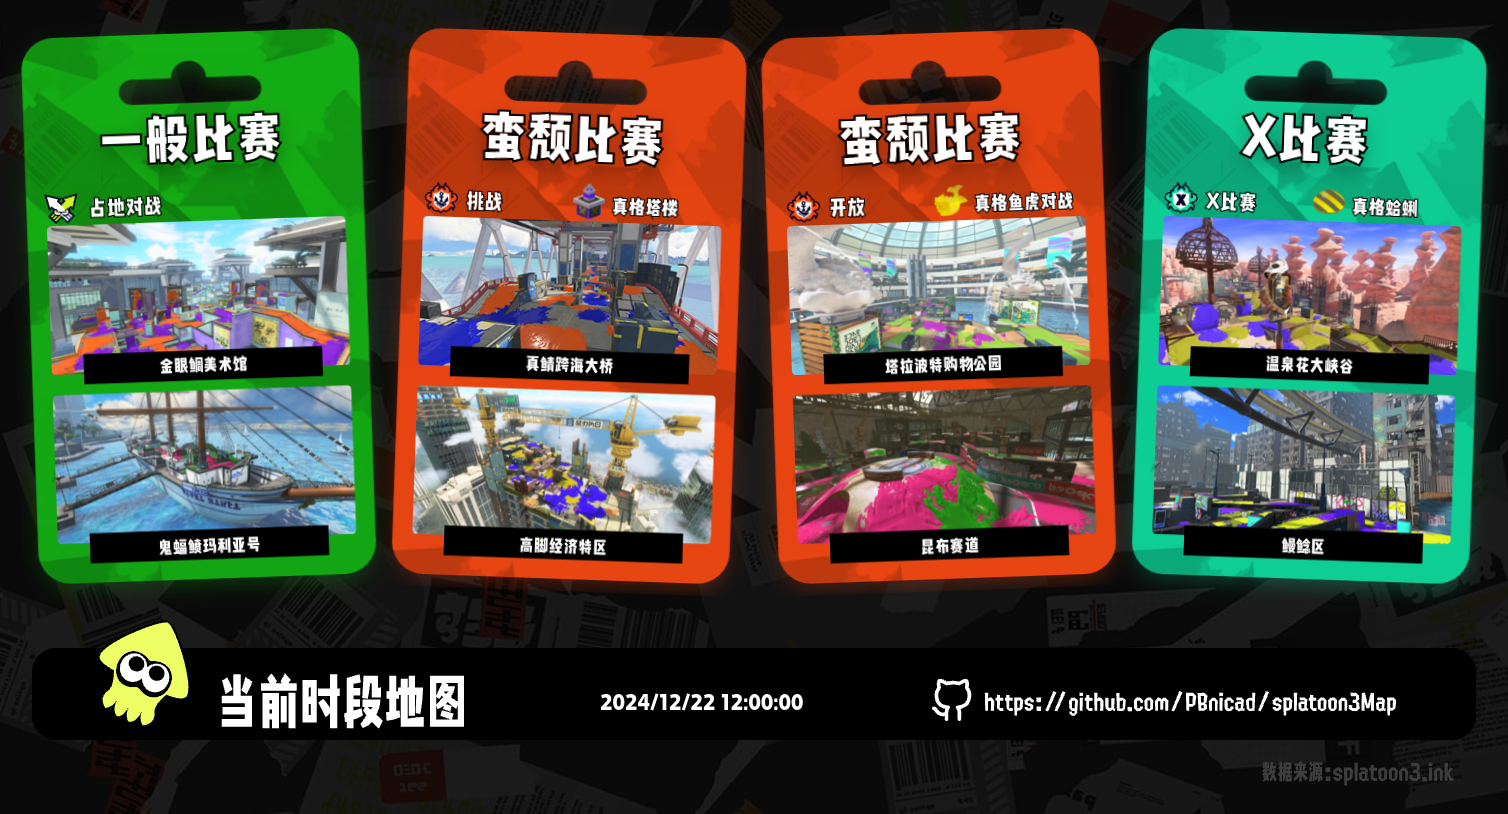 一般比赛
占地对战
金眼鲷美术馆
鬼蝠鲼玛利亚号
蛮颓比赛
挑战
真格塔楼
真鲭跨海大桥
高脚经济特区
蛮颓比赛
开放
真格鱼虎对战
塔拉波特购物公园
昆布赛道
X比赛
X比赛
真格蛤蜊
温泉花大峡谷
鳗鲶区
当前时段地图
2024/12/22 12:00:00
https://github.com/PBnicad/splatoon3Map
数据来源:splatoon3.ink